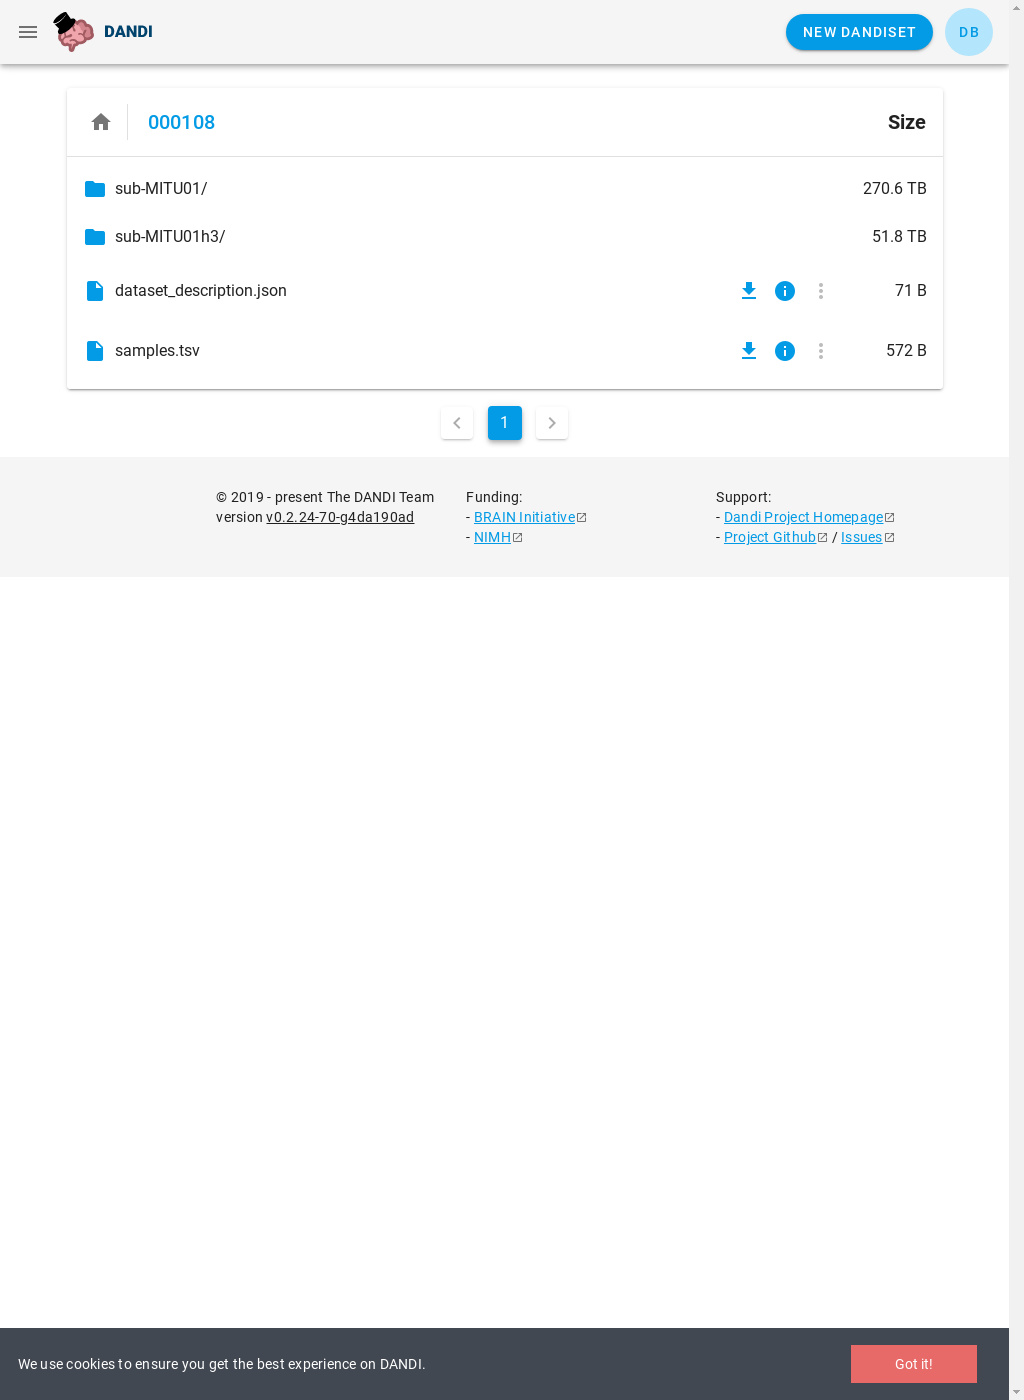 DANDI
NEW DANDISET
DB
000108
Size
sub-MITU01/
270.6 TB
sub-MITU01h3/
51.8 TB
dataset_description.json
71 B
samples.tsv
572 B
1
© 2019 - present The DANDI Team
version v0.2.24-70-g4da190ad
Funding:
- BRAIN Initiative
- NIMH
Support:
- Dandi Project Homepage
- Project Github / Issues
We use cookies to ensure you get the best experience on DANDI.
Got it!